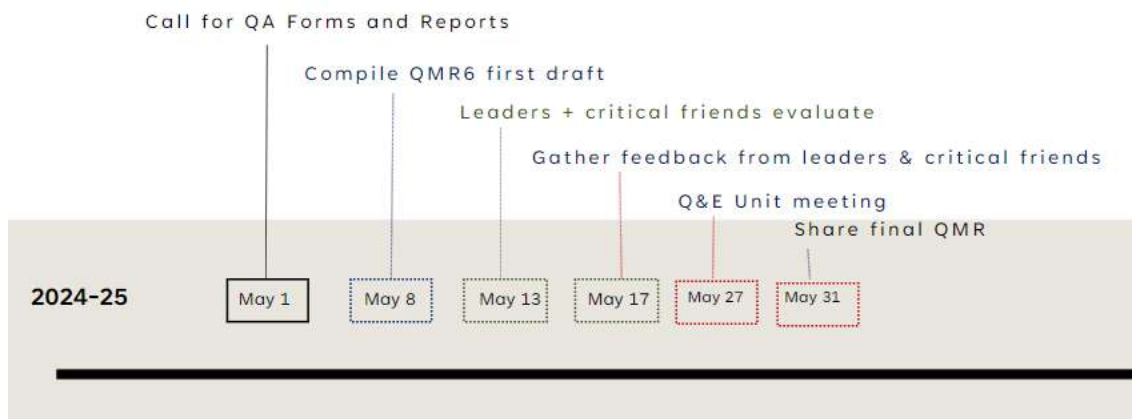 Call for QA Forms and Reports
Compile QMR6 first draft
Leaders + critical friends evaluate
Gather feedback from leaders & critical friends
Q&E Unit meeting
Share final QMR
2024-25
May 1
May 8
May 13
May 17
May 27
May 31